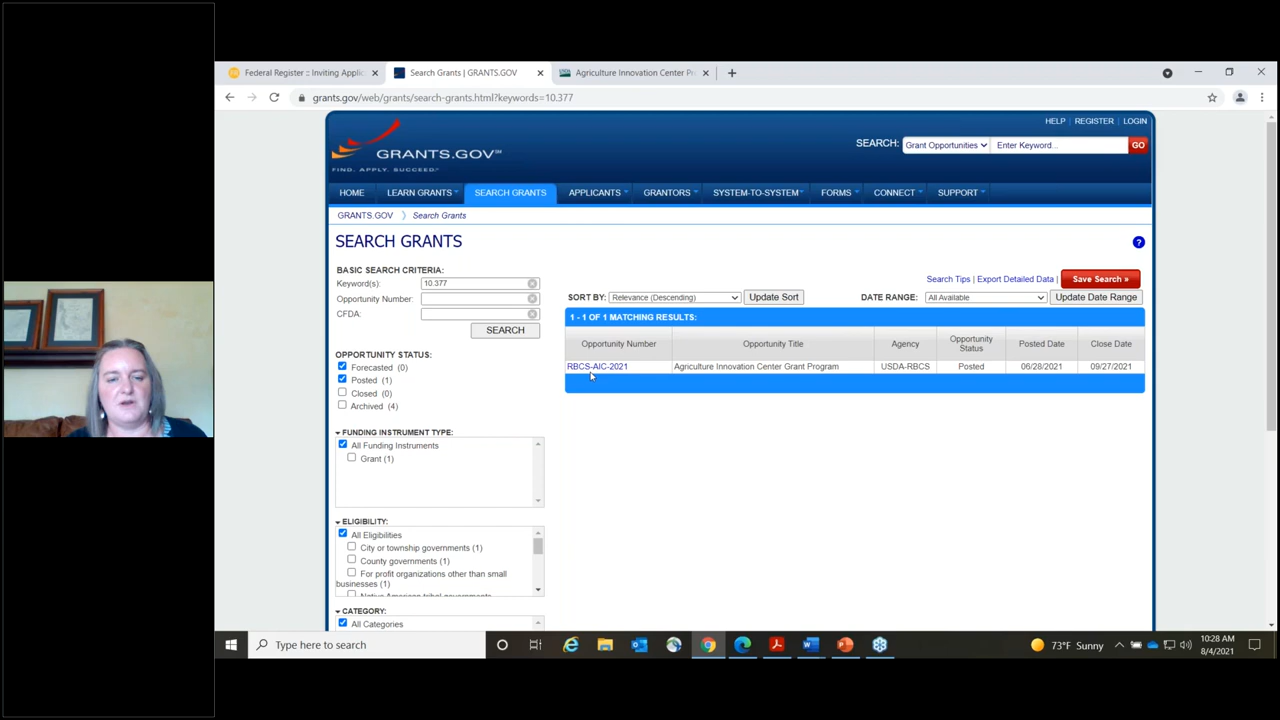 Federal Register :: Inviting Applic
Search Grants | GRANTS.GOV
Agriculture Innovation Center Pr
grants.gov/web/grants/search-grants.html?keywords=10.377
HELP | REGISTER | LOGIN
GRANTS.GOV℠
FIND. APPLY. SUCCEED.
SEARCH: Grant Opportunities Enter Keyword... GO
HOME LEARN GRANTS SEARCH GRANTS APPLICANTS GRANTORS SYSTEM-TO-SYSTEM FORMS CONNECT SUPPORT
GRANTS.GOV Search Grants
SEARCH GRANTS
BASIC SEARCH CRITERIA:
Keyword(s): 10.377
Opportunity Number:
CFDA:
SEARCH
OPPORTUNITY STATUS:
Forecasted (0)
Posted (1)
Closed (0)
Archived (4)
FUNDING INSTRUMENT TYPE:
All Funding Instruments
Grant (1)
ELIGIBILITY:
All Eligibilities
City or township governments (1)
County governments (1)
For profit organizations other than small
businesses (1)
Native American tribal governments
CATEGORY:
All Categories
Search Tips | Export Detailed Data | Save Search »
SORT BY: Relevance (Descending) Update Sort DATE RANGE: All Available Update Date Range
1 - 1 OF 1 MATCHING RESULTS:
Opportunity Number Opportunity Title Agency Opportunity Status Posted Date Close Date
RBCS-AIC-2021 Agriculture Innovation Center Grant Program USDA-RBCS Posted 06/28/2021 09/27/2021
Type here to search
73°F Sunny
10:28 AM
8/4/2021